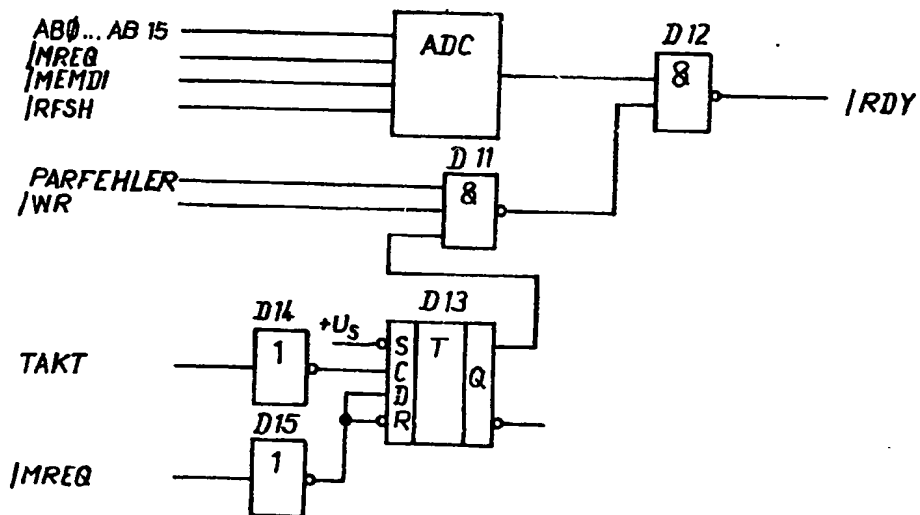 ABØ...AB 15
/MREQ
/MEMDI
/RFSH
ADC
D12
&
/RDY
PARFEHLER
/WR
D 11
&
D14
+Us
D13
TAKT
1
S
T
C
D
Q
R
D15
/MREQ
1